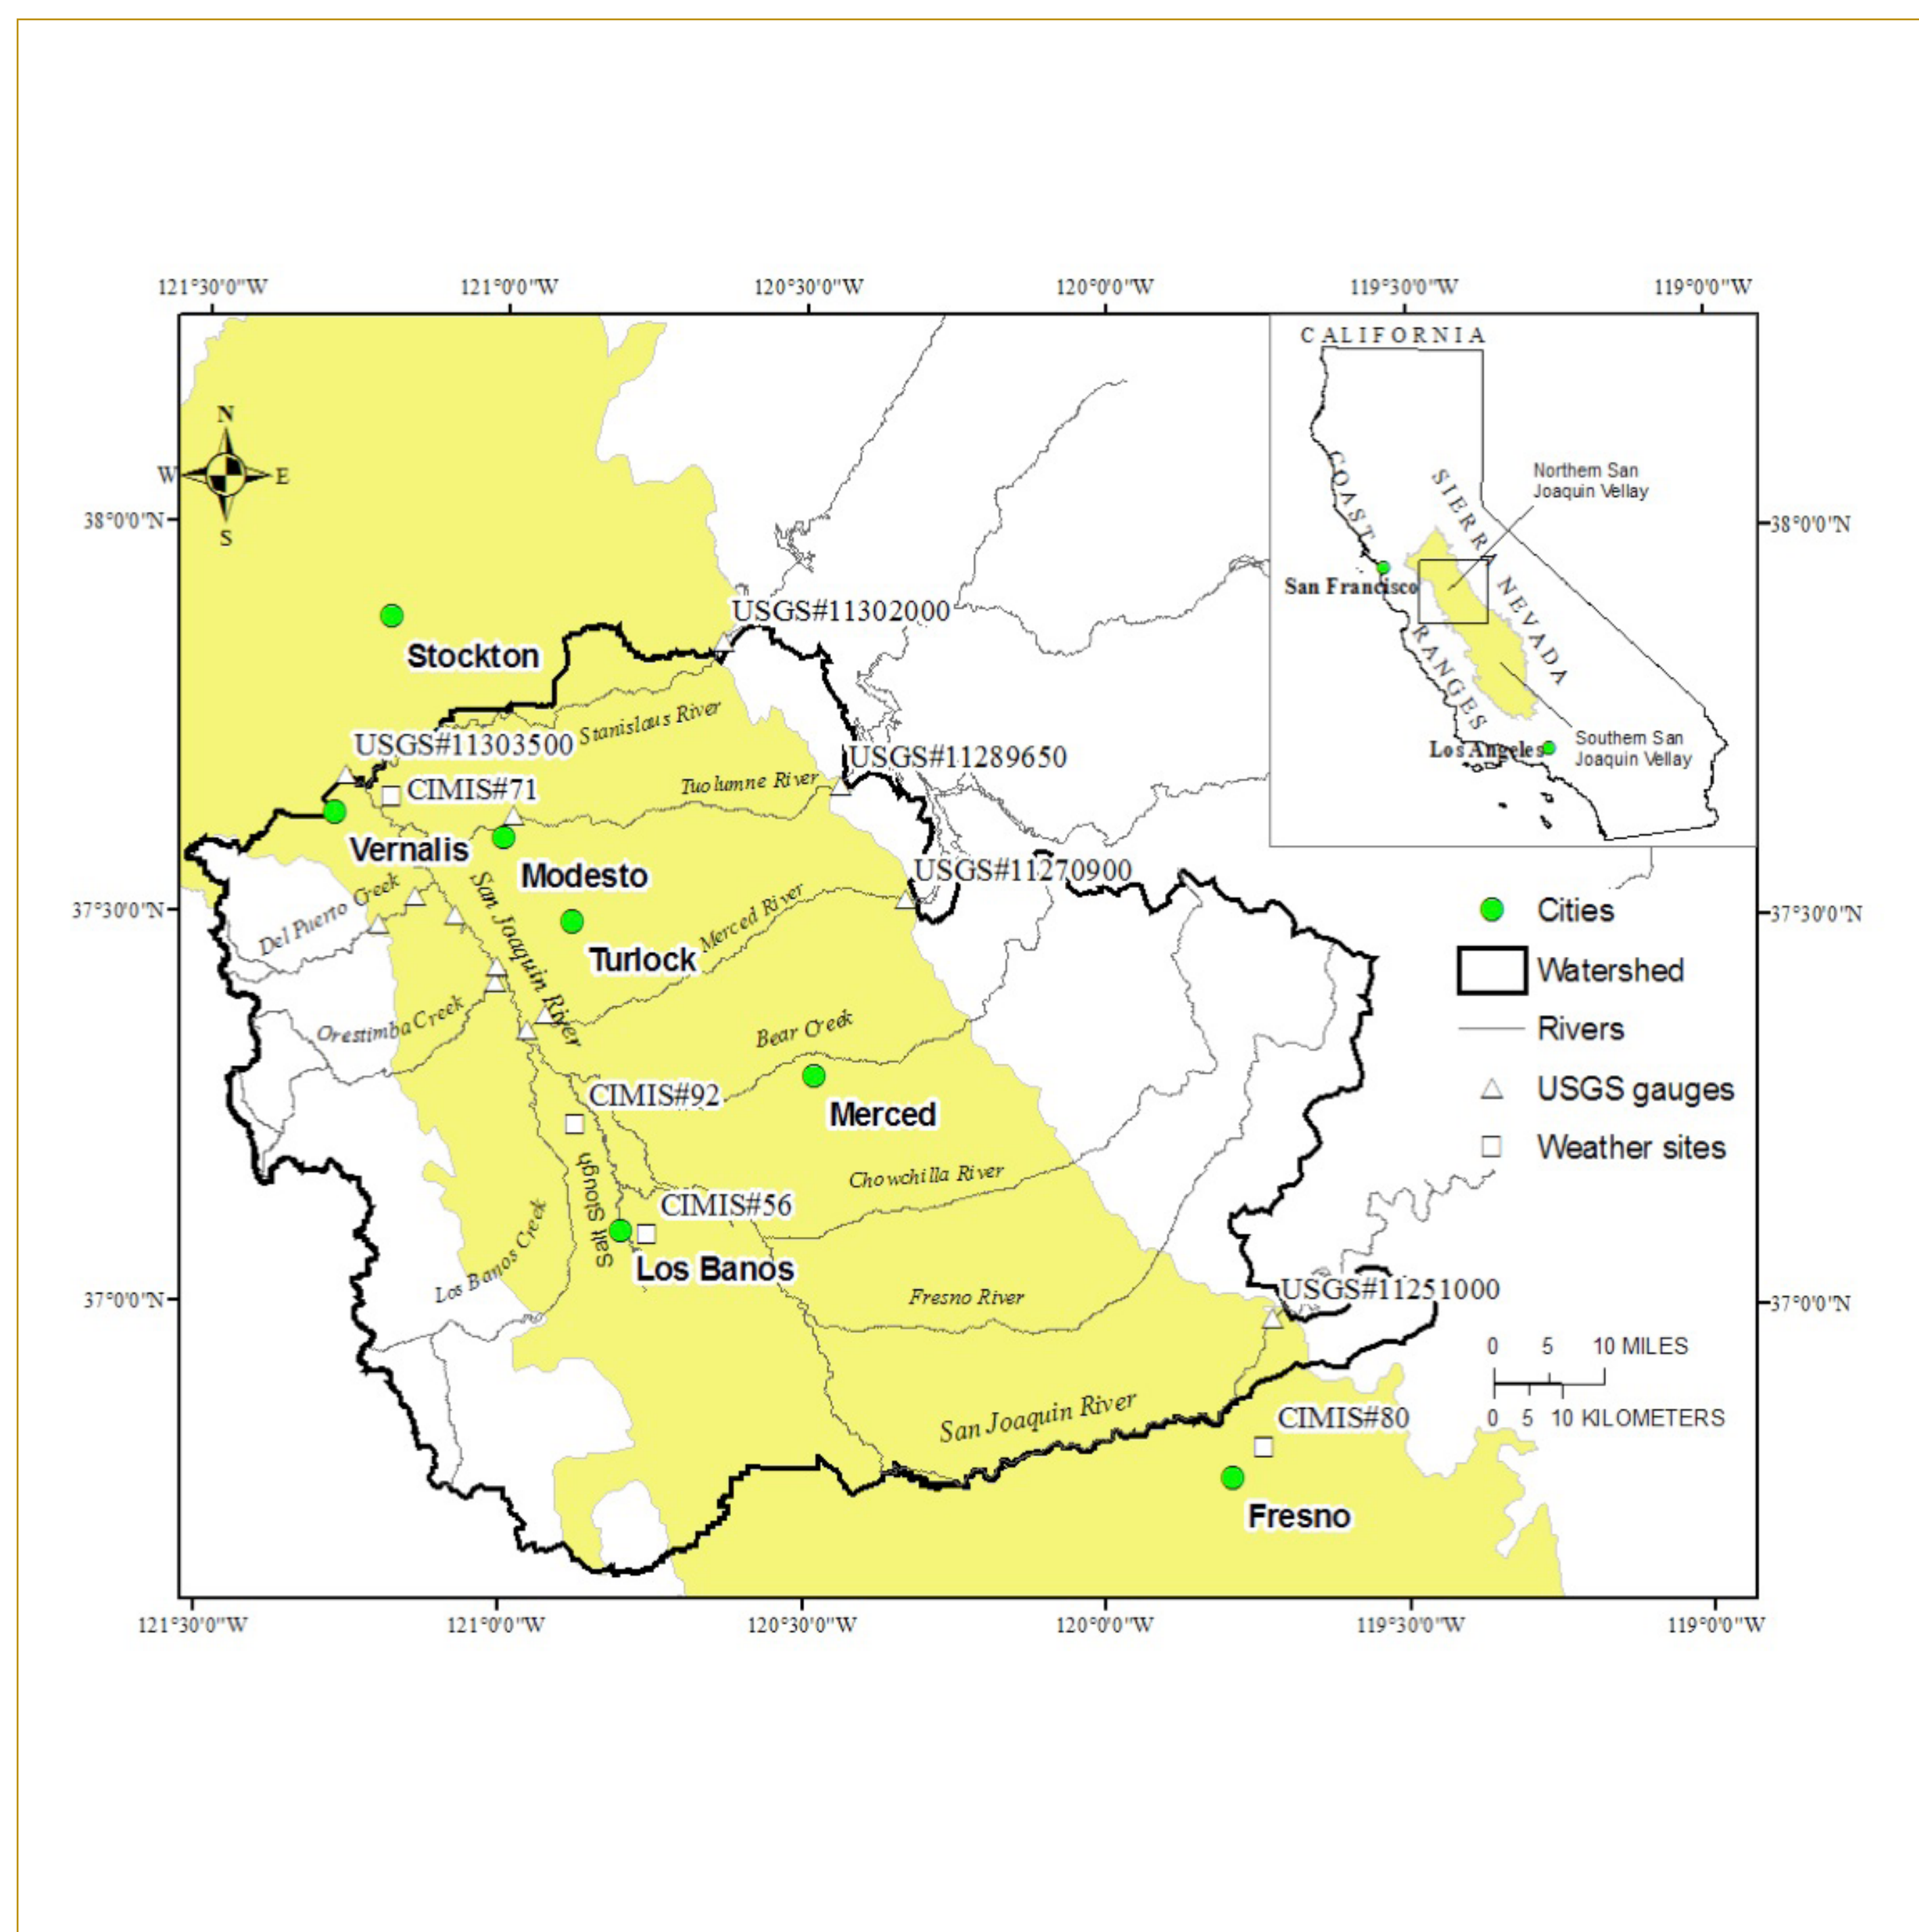 121°30'0"W 121°0'0"W 120°30'0"W 120°0'0"W 119°30'0"W 119°0'0"W
CALIFORNIA
N
W E
S
COAST
RANGES
SIERRA NEVADA
Northern San
Joaquin Vellay
San Francisco
Los Angeles
Southern San
Joaquin Vellay
38°0'0"N 38°0'0"N
USGS#11302000
Stockton
Stanislaus River
USGS#11303500
USGS#11289650
Tuolumne River
CIMIS#71
Vernalis
Modesto
USGS#11270900
Del Puerto Creek
San Joaquin River
Merced River
37°30'0"N 37°30'0"N
Turlock
Orestimba Creek
Bear Creek
CIMIS#92
Merced
Salt Slough
Chowchilla River
CIMIS#56
Los Banos Creek
Los Banos
Fresno River
USGS#11251000
37°0'0"N 37°0'0"N
San Joaquin River
CIMIS#80
Fresno
Cities
Watershed
Rivers
USGS gauges
Weather sites
0 5 10 MILES
0 5 10 KILOMETERS
121°30'0"W 121°0'0"W 120°30'0"W 120°0'0"W 119°30'0"W 119°0'0"W